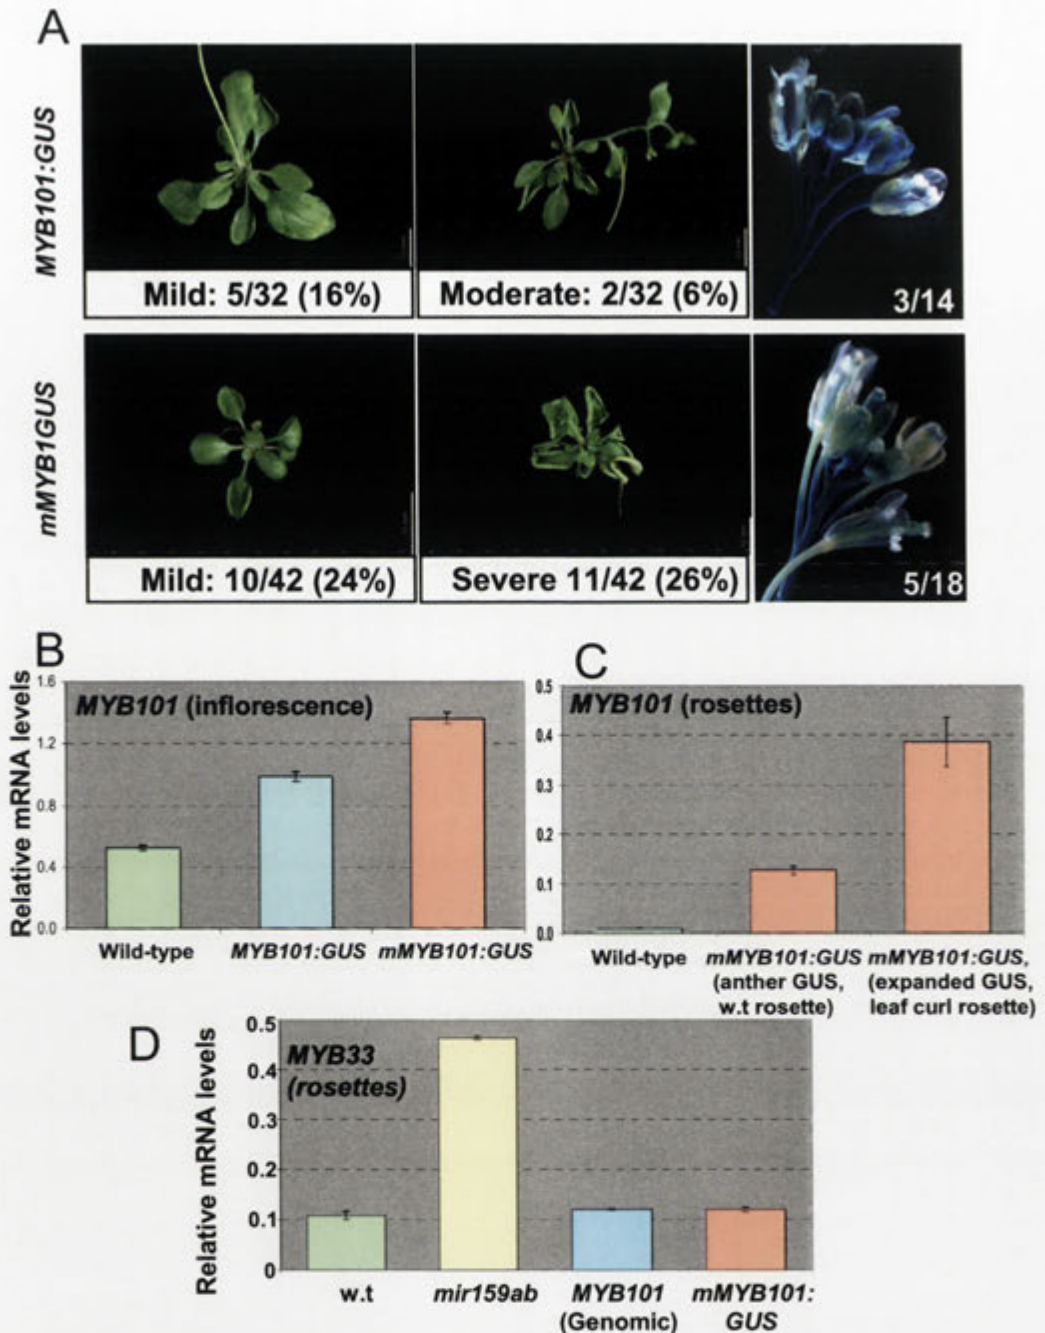 A
MYB101:GUS
Mild: 5/32 (16%)
Moderate: 2/32 (6%)
3/14
mMYB1GUS
Mild: 10/42 (24%)
Severe 11/42 (26%)
5/18
B
Relative mRNA levels
1.6
1.2
0.8
0.4
0.0
MYB101 (inflorescence)
Wild-type
MYB101:GUS
mMYB101:GUS
C
0.5
0.4
0.3
0.2
0.1
0.0
MYB101 (rosettes)
Wild-type
mMYB101:GUS
(anther GUS,
w.t rosette)
mMYB101:GUS,
(expanded GUS,
leaf curl rosette)
D
Relative mRNA levels
0.5
0.4
0.3
0.2
0.1
0
MYB33
(rosettes)
w.t
mir159ab
MYB101
(Genomic)
mMYB101:
GUS